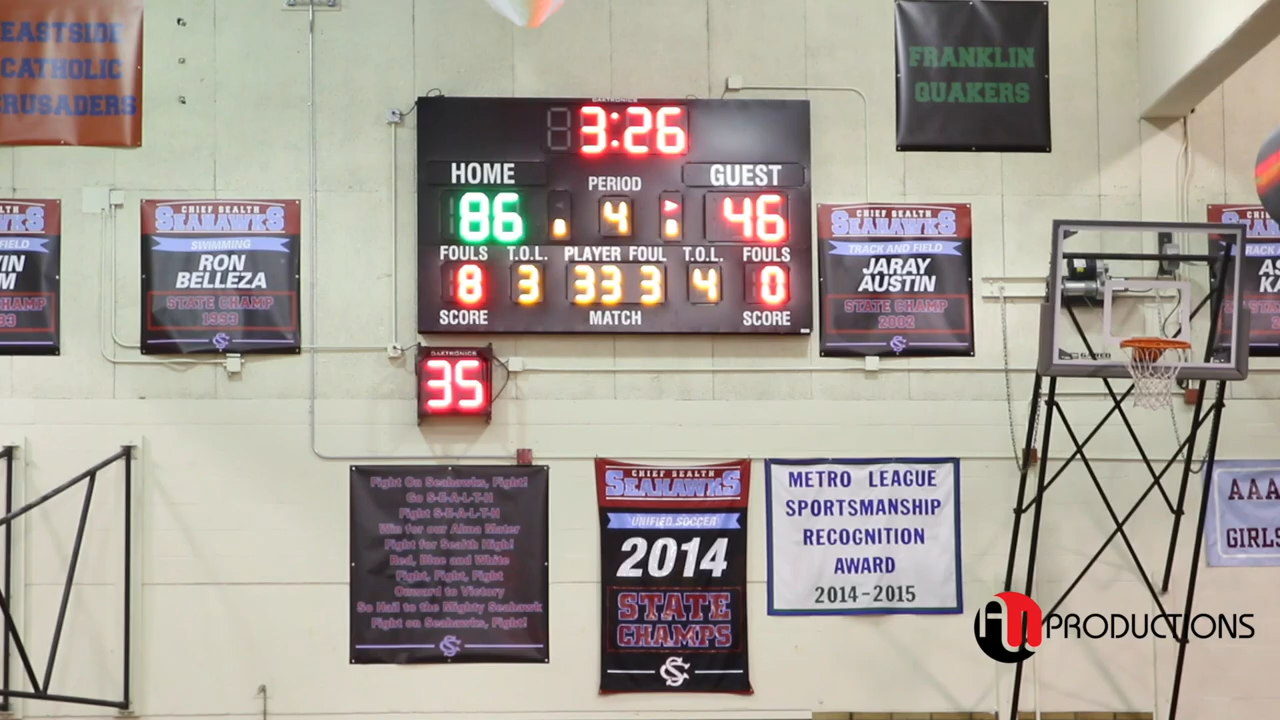 EASTSIDE
CATHOLIC
CRUSADERS
FRANKLIN
QUAKERS
DAKTRONICS
3:26
HOME
PERIOD
GUEST
86
4
46
FOULS
T.O.L.
PLAYER FOUL
T.O.L.
FOULS
8
3
33 3
4
0
SCORE
MATCH
SCORE
DAKTRONICS
35
CHIEF SEALTH
SEAHAWKS
SWIMMING
RON
BELLEZA
STATE CHAMP
1993
CHIEF SEALTH
SEAHAWKS
TRACK AND FIELD
JARAY
AUSTIN
STATE CHAMP
2002
Fight On Seahawks, Fight!
Go S-E-A-L-T-H
Fight S-E-A-L-T-H
Win for our Alma Mater
Fight for Sealth High!
Red, Blue and White
Fight, Fight, Fight
Onward to Victory
So Hail to the Mighty Seahawk
Fight on Seahawks, Fight!
CHIEF SEALTH
SEAHAWKS
UNIFIED SOCCER
2014
STATE
CHAMPS
METRO LEAGUE
SPORTSMANSHIP
RECOGNITION
AWARD
2014-2015
GIRLS
PRODUCTIONS